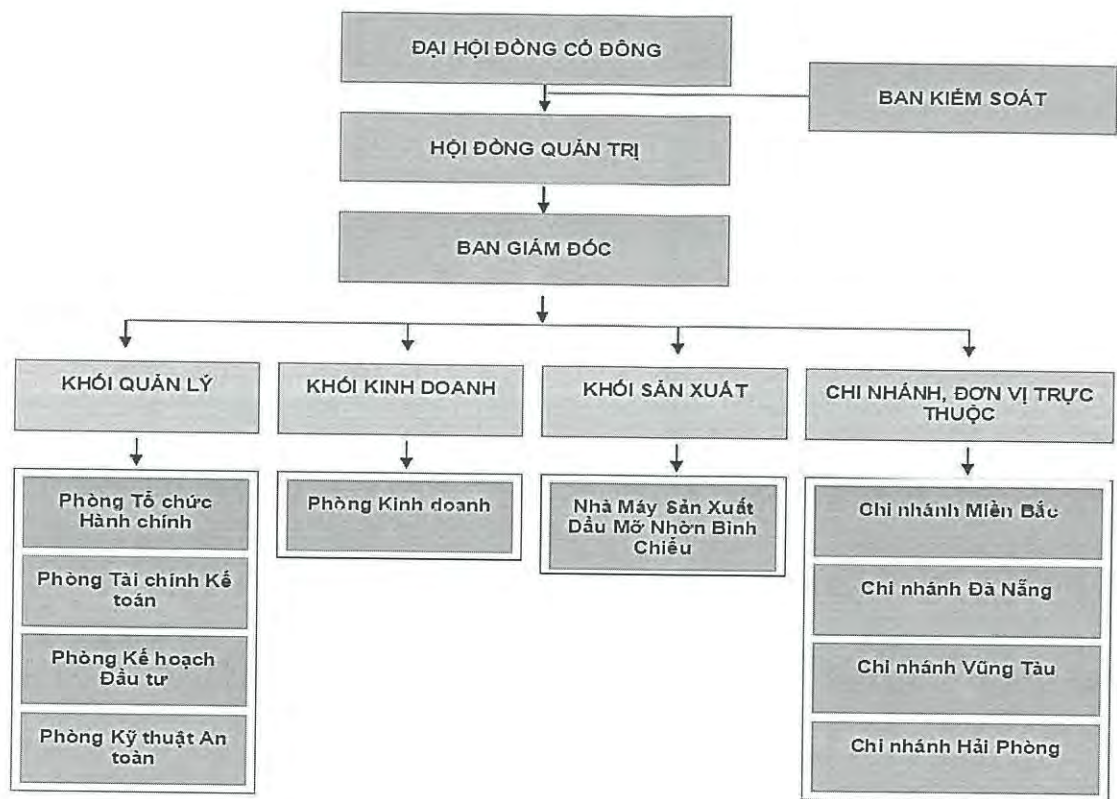 ĐẠI HỘI ĐỒNG CỔ ĐÔNG
BAN KIỂM SOÁT
HỘI ĐỒNG QUẢN TRỊ
BAN GIÁM ĐỐC
KHỐI QUẢN LÝ
KHỐI KINH DOANH
KHỐI SẢN XUẤT
CHI NHÁNH, ĐƠN VỊ TRỰC
THUỘC
Phòng Tổ chức
Hành chính
Phòng Tài chính Kế
toán
Phòng Kế hoạch
Đầu tư
Phòng Kỹ thuật An
toàn
Phòng Kinh doanh
Nhà Máy Sản Xuất
Dầu Mỡ Nhờn Bình
Chiểu
Chi nhánh Miền Bắc
Chi nhánh Đà Nẵng
Chi nhánh Vũng Tàu
Chi nhánh Hải Phòng